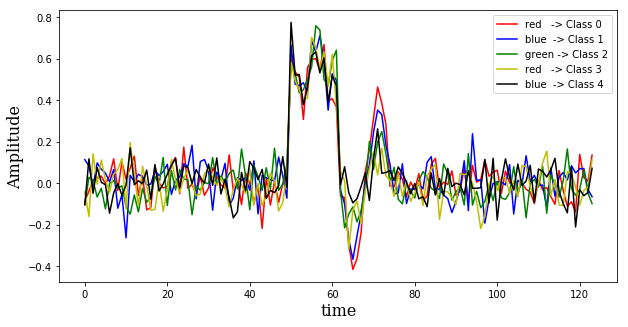 red   -> Class 0
blue  -> Class 1
green -> Class 2
red   -> Class 3
blue  -> Class 4
0.8
0.6
0.4
0.2
0.0
−0.2
−0.4
Amplitude
0 20 40 60 80 100 120
time